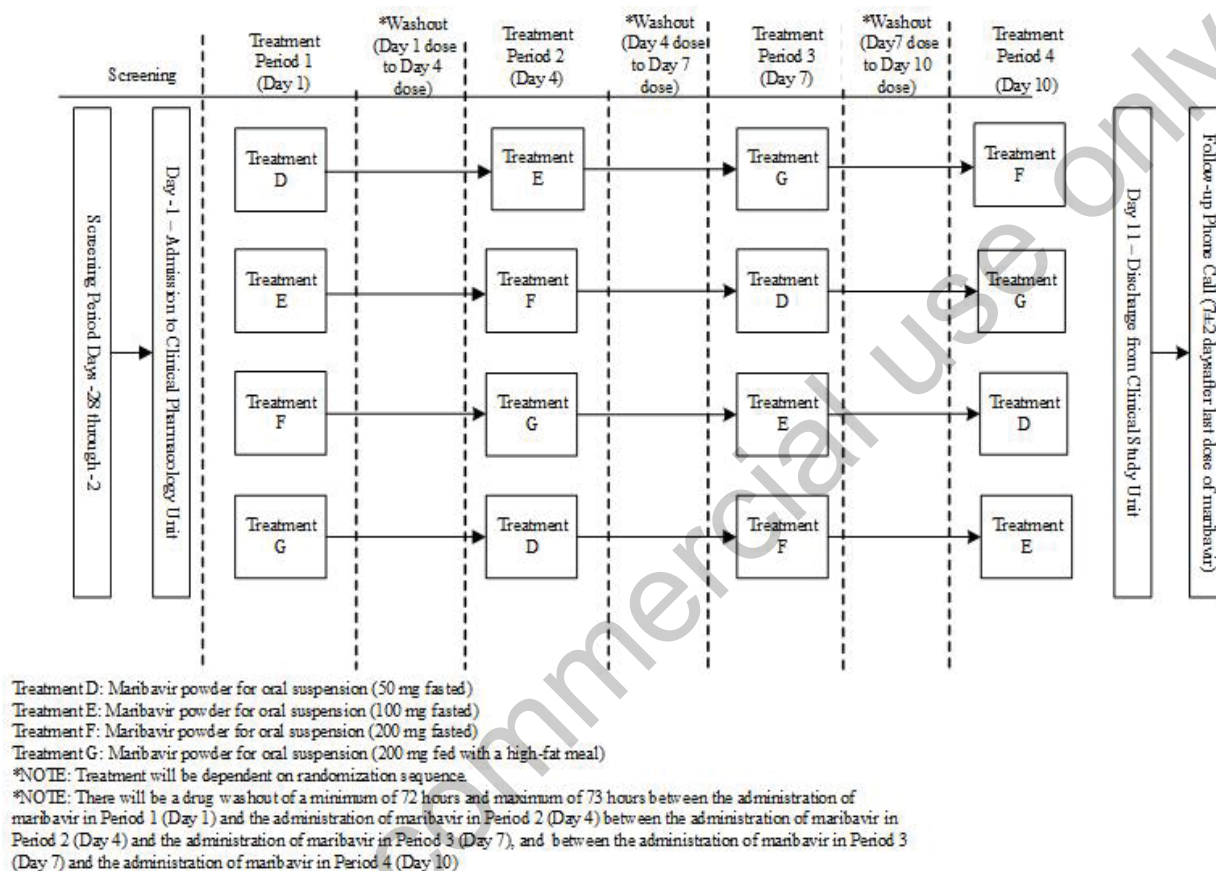 Screening
Treatment
Period 1
(Day 1)
*Washout
(Day 1 dose
to Day 4
dose)
Treatment
Period 2
(Day 4)
*Washout
(Day 4 dose
to Day 7
dose)
Treatment
Period 3
(Day 7)
*Washout
(Day7 dose
to Day 10
dose)
Treatment
Period 4
(Day 10)
Screening Period Days -28 through -2
Day -1 – Admission to Clinical Pharmacology Unit
Treatment
D
Treatment
E
Treatment
G
Treatment
F
Treatment
E
Treatment
F
Treatment
D
Treatment
G
Treatment
F
Treatment
G
Treatment
E
Treatment
D
Treatment
G
Treatment
D
Treatment
F
Treatment
E
Day 11 – Discharge from Clinical Study Unit
Follow-up Phone Call (7±2 days after last dose of maribavir)
Treatment D: Maribavir powder for oral suspension (50 mg fasted)
Treatment E: Maribavir powder for oral suspension (100 mg fasted)
Treatment F: Maribavir powder for oral suspension (200 mg fasted)
Treatment G: Maribavir powder for oral suspension (200 mg fed with a high-fat meal)
*NOTE: Treatment will be dependent on randomization sequence.
*NOTE: There will be a drug washout of a minimum of 72 hours and maximum of 73 hours between the administration of
maribavir in Period 1 (Day 1) and the administration of maribavir in Period 2 (Day 4) between the administration of maribavir in
Period 2 (Day 4) and the administration of maribavir in Period 3 (Day 7), and between the administration of maribavir in Period 3
(Day 7) and the administration of maribavir in Period 4 (Day 10)
commercial use only